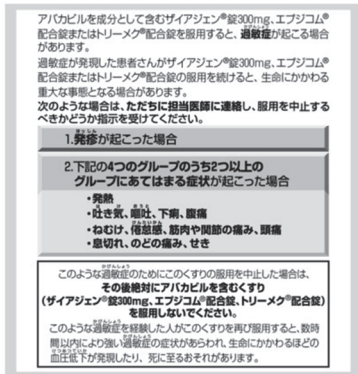 アバカビルを成分として含むザイアジェン®錠300mg、エプジコム®
配合錠またはトリーメク®配合錠を服用すると、過敏症が起こる場合
があります。
過敏症が発現した患者さんがザイアジェン®錠300mg、エプジコム®
配合錠またはトリーメク®配合錠の服用を続けると、生命にかかわる
重大な事態となる場合があります。
次のような場合は、ただちに担当医師に連絡し、服用を中止する
べきかどうか指示を受けてください。
1.発疹が起こった場合
2.下記の4つのグループのうち2つ以上の
グループにあてはまる症状が起こった場合
・発熱
・吐き気、嘔吐、下痢、腹痛
・ねむけ、倦怠感、筋肉や関節の痛み、頭痛
・息切れ、のどの痛み、せき
このような過敏症のためにこのくすりの服用を中止した場合は、
その後絶対にアバカビルを含むくすり
(ザイアジェン®錠300mg、エプジコム®配合錠、トリーメク®配合錠)
を服用しないでください。
このような過敏症を経験した人がこのくすりを再び服用すると、数時
間以内により強い過敏症の症状があらわれ、生命にかかわるほどの
血圧低下が発現したり、死に至るおそれがあります。